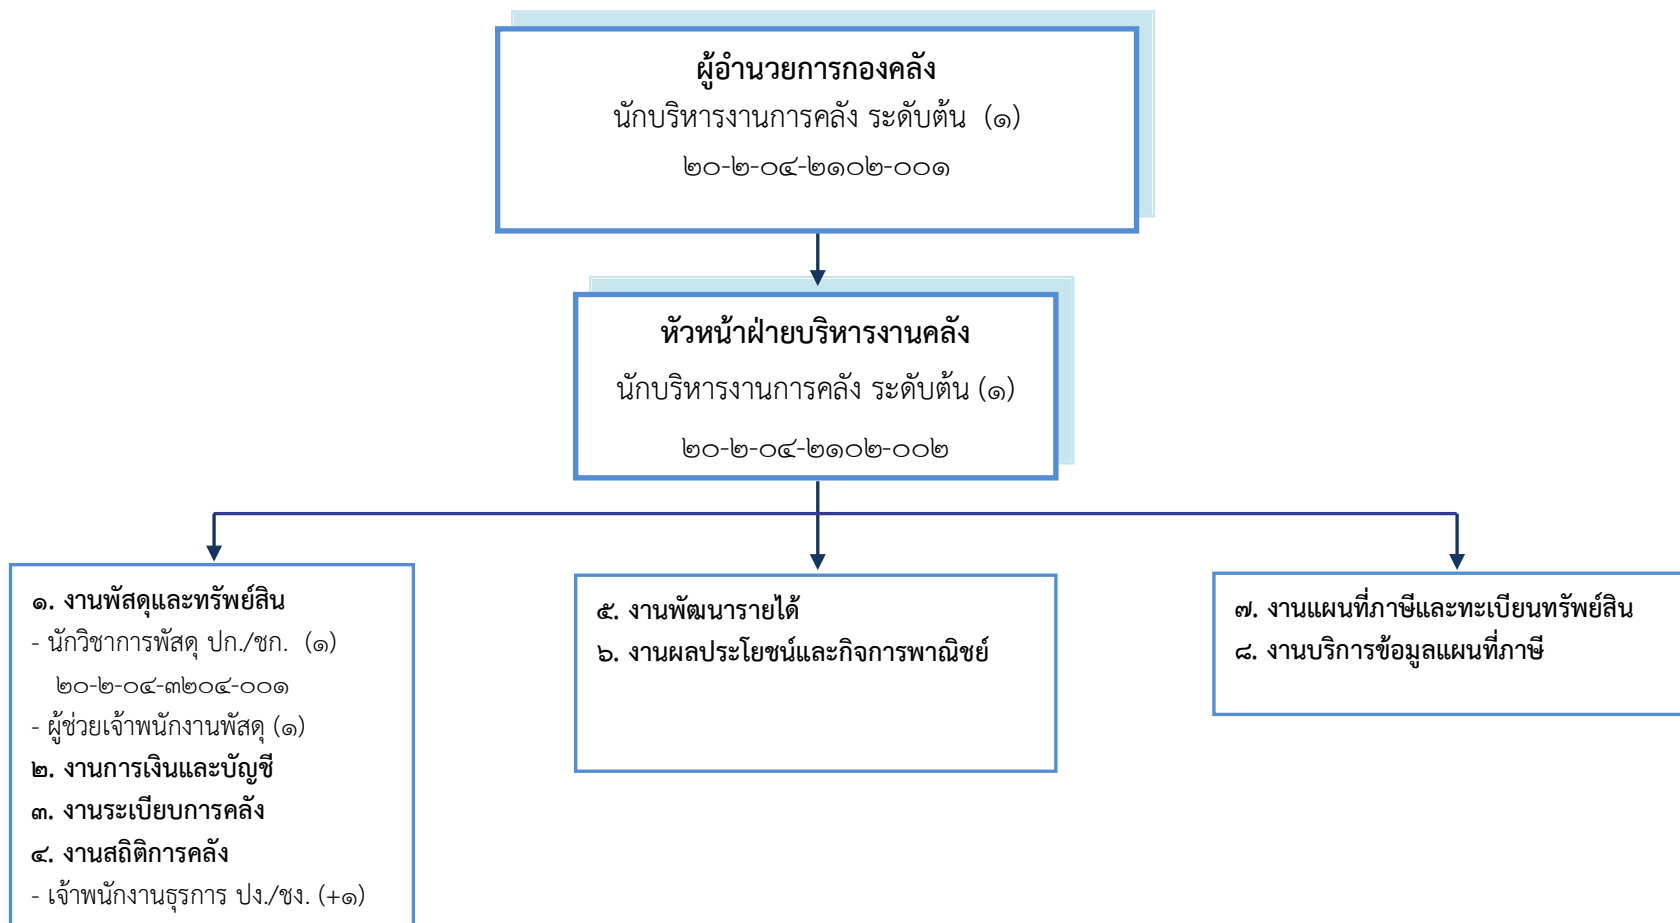 ผู้อำนวยการกองคลัง
นักบริหารงานการคลัง ระดับต้น (๑)
๒๐-๒-๐๔-๒๑๐๒-๐๐๑
หัวหน้าฝ่ายบริหารงานคลัง
นักบริหารงานการคลัง ระดับต้น (๑)
๒๐-๒-๐๔-๒๑๐๒-๐๐๒
๑. งานพัสดุและทรัพย์สิน
- นักวิชาการพัสดุ ปก./ชก. (๑)
๒๐-๒-๐๔-๓๒๐๔-๐๐๑
- ผู้ช่วยเจ้าพนักงานพัสดุ (๑)
๒. งานการเงินและบัญชี
๓. งานระเบียบการคลัง
๔. งานสถิติการคลัง
- เจ้าพนักงานธุรการ ปง./ชง. (+๑)
๕. งานพัฒนารายได้
๖. งานผลประโยชน์และกิจการพาณิชย์
๗. งานแผนที่ภาษีและทะเบียนทรัพย์สิน
๘. งานบริการข้อมูลแผนที่ภาษี